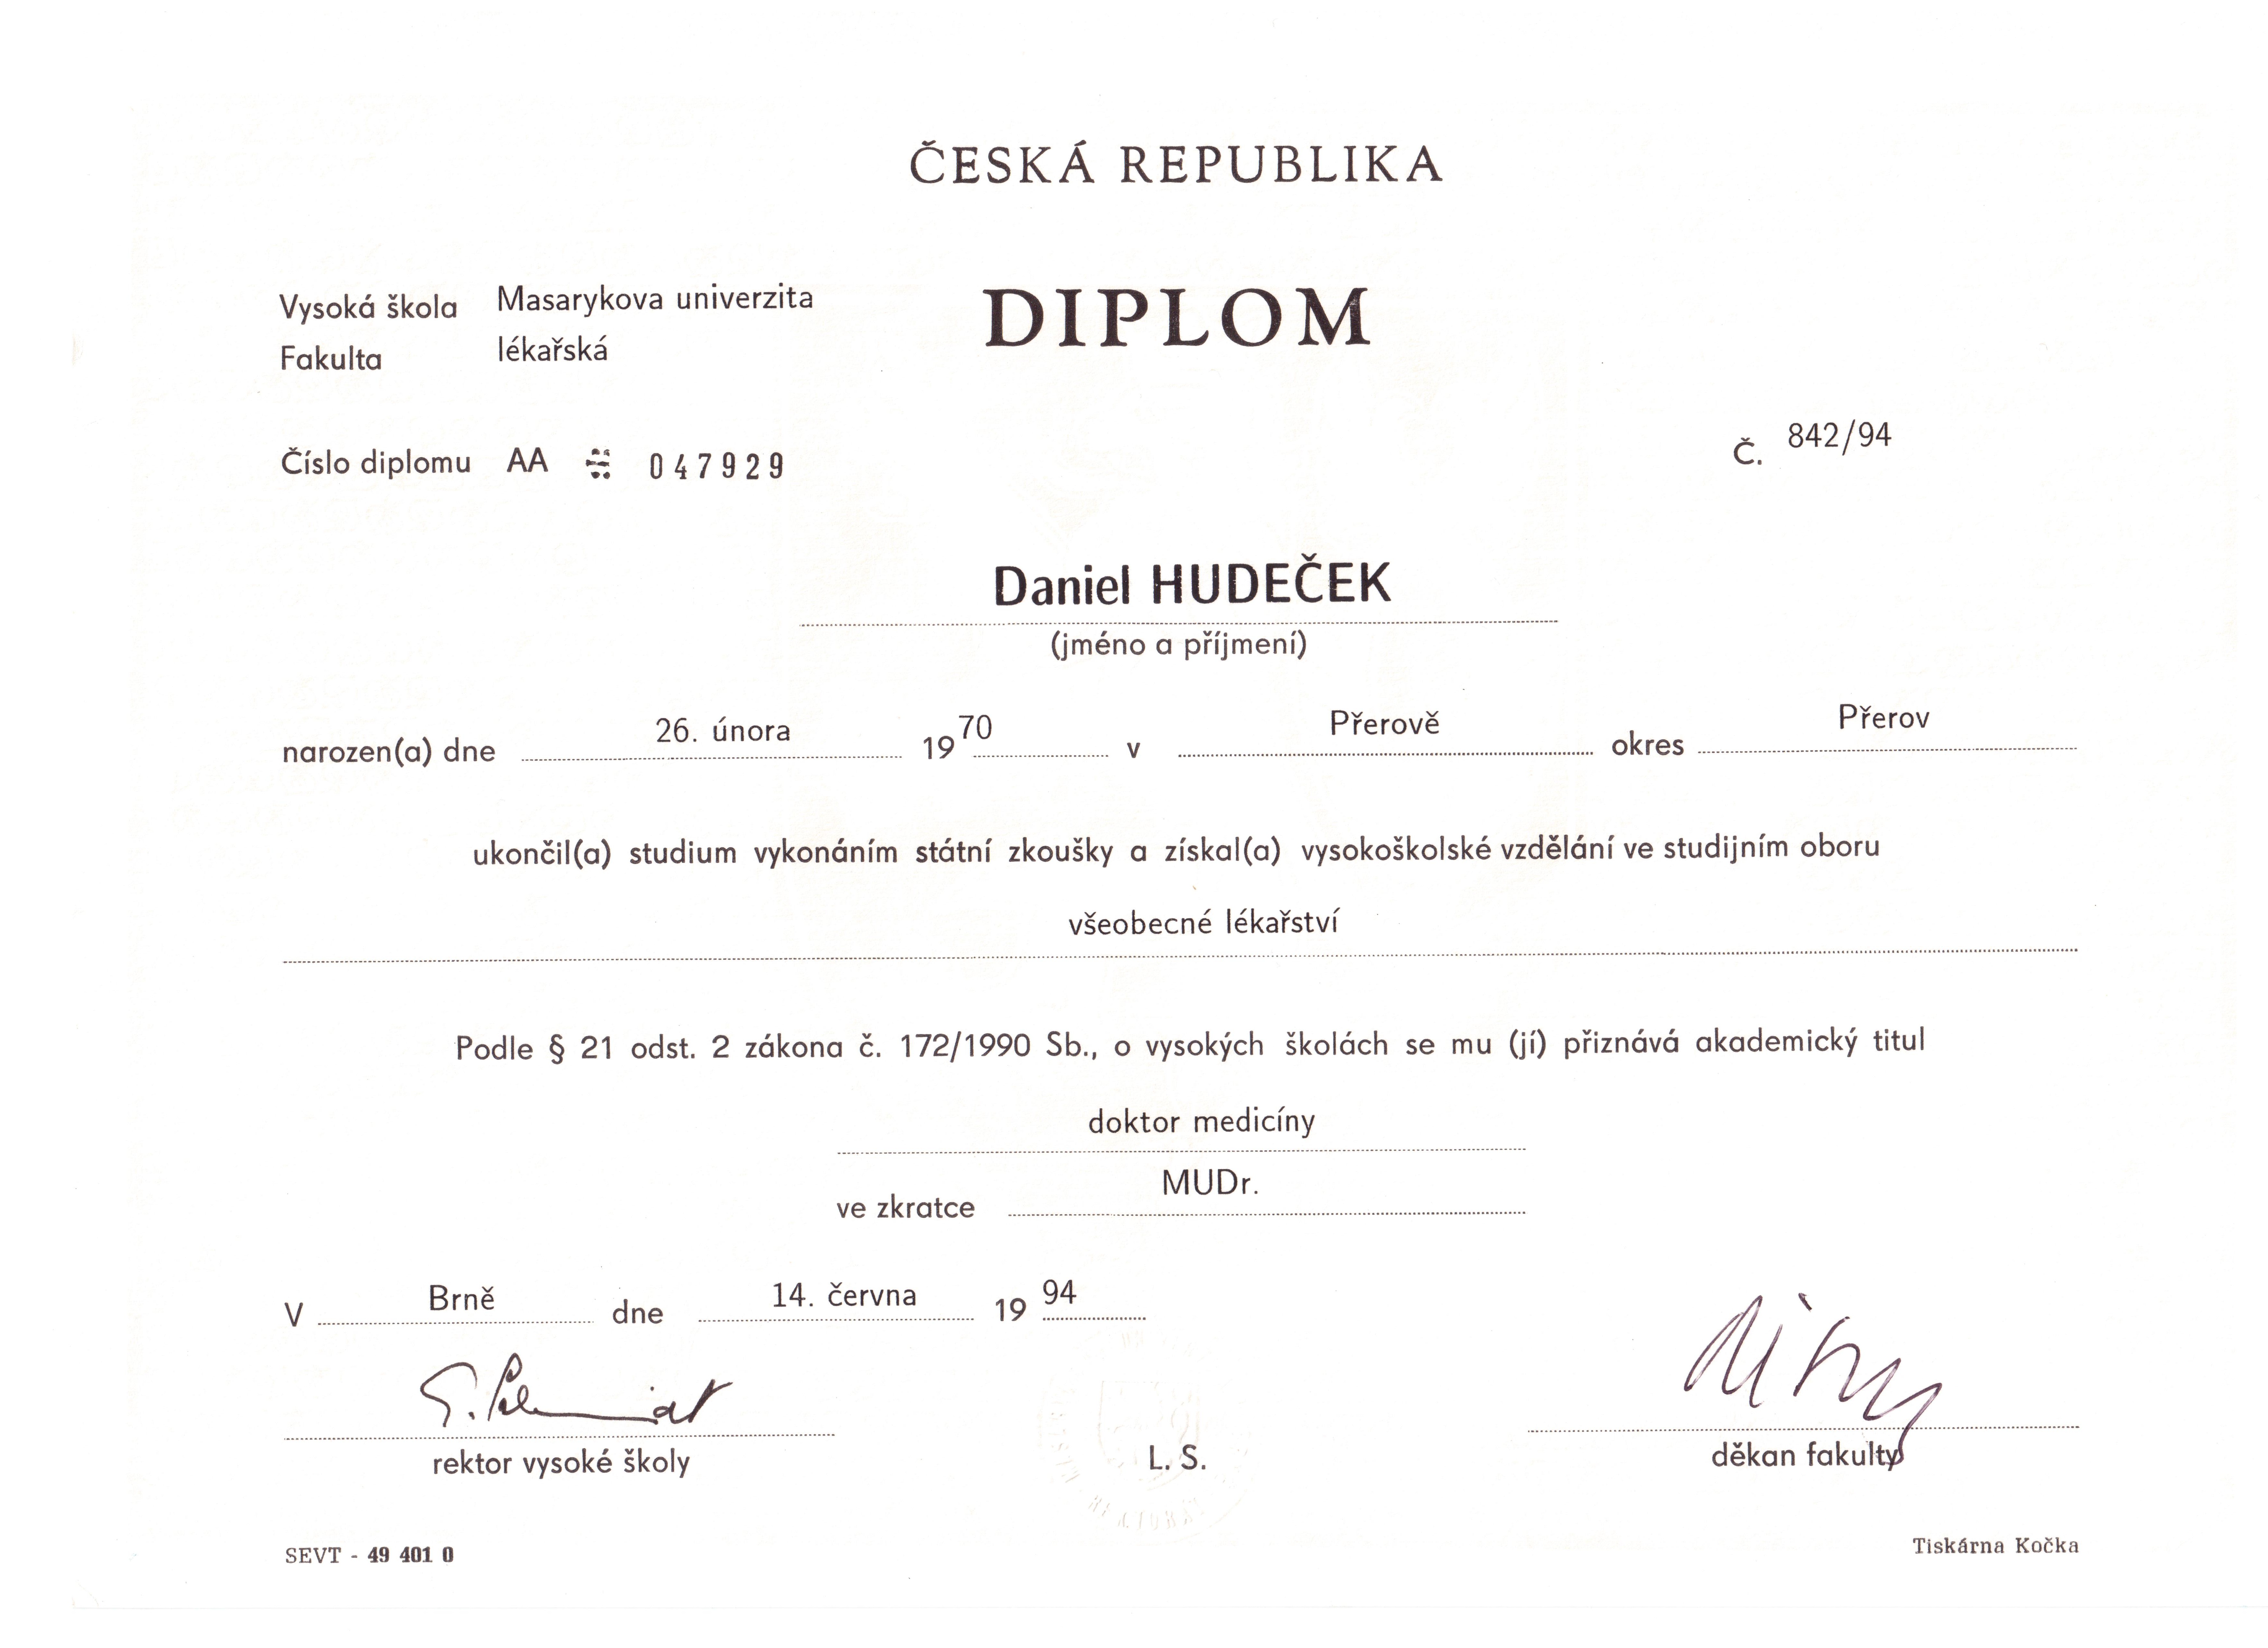 ČESKÁ REPUBLIKA
DIPLOM
Vysoká škola Masarykova univerzita
Fakulta lékařská
Číslo diplomu AA 047929
Č. 842/94
Daniel HUDEČEK
(jméno a příjmení)
narozen(a) dne 26. února 1970 v Přerově okres Přerov
ukončil(a) studium vykonáním státní zkoušky a získal(a) vysokoškolské vzdělání ve studijním oboru
všeobecné lékařství
Podle § 21 odst. 2 zákona č. 172/1990 Sb., o vysokých školách se mu (jí) přiznává akademický titul
doktor medicíny
ve zkratce MUDr.
V Brně dne 14. června 1994
rektor vysoké školy
L. S.
děkan fakulty
SEVT - 49 401 0
Tiskárna Kočka